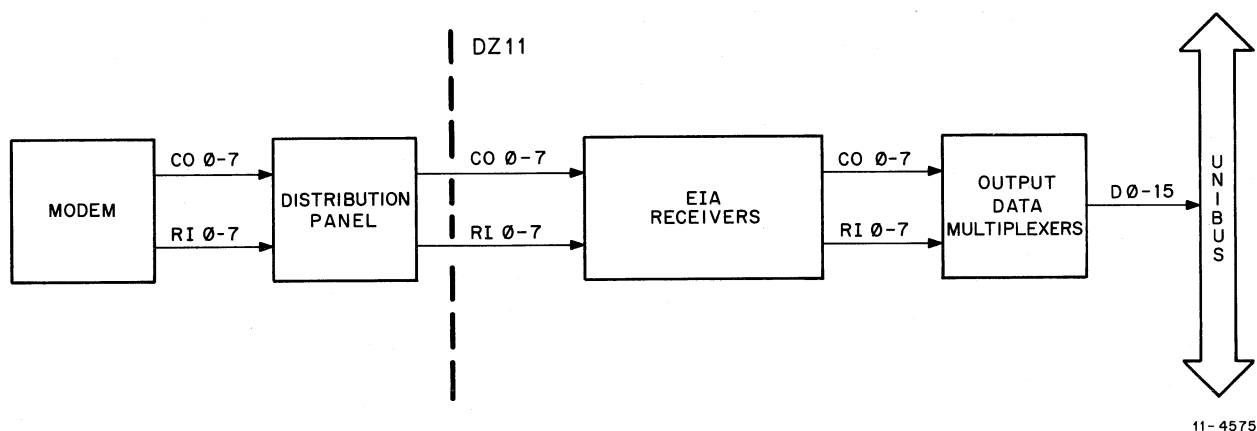 DZ11
MODEM
CO Ø-7
RI Ø-7
DISTRIBUTION
PANEL
CO Ø-7
RI Ø-7
EIA
RECEIVERS
CO Ø-7
RI Ø-7
OUTPUT
DATA
MULTIPLEXERS
DØ-15
UNIBUS
11-4575